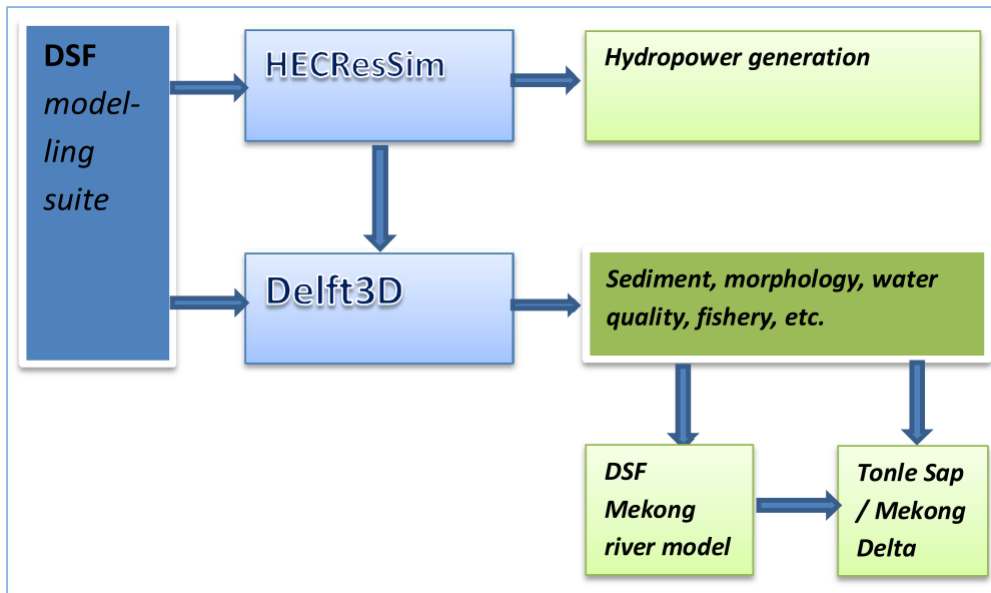 DSF
model-
ling
suite
HECResSim
Hydropower generation
Delft3D
Sediment, morphology, water
quality, fishery, etc.
DSF
Mekong
river model
Tonle Sap
/ Mekong
Delta